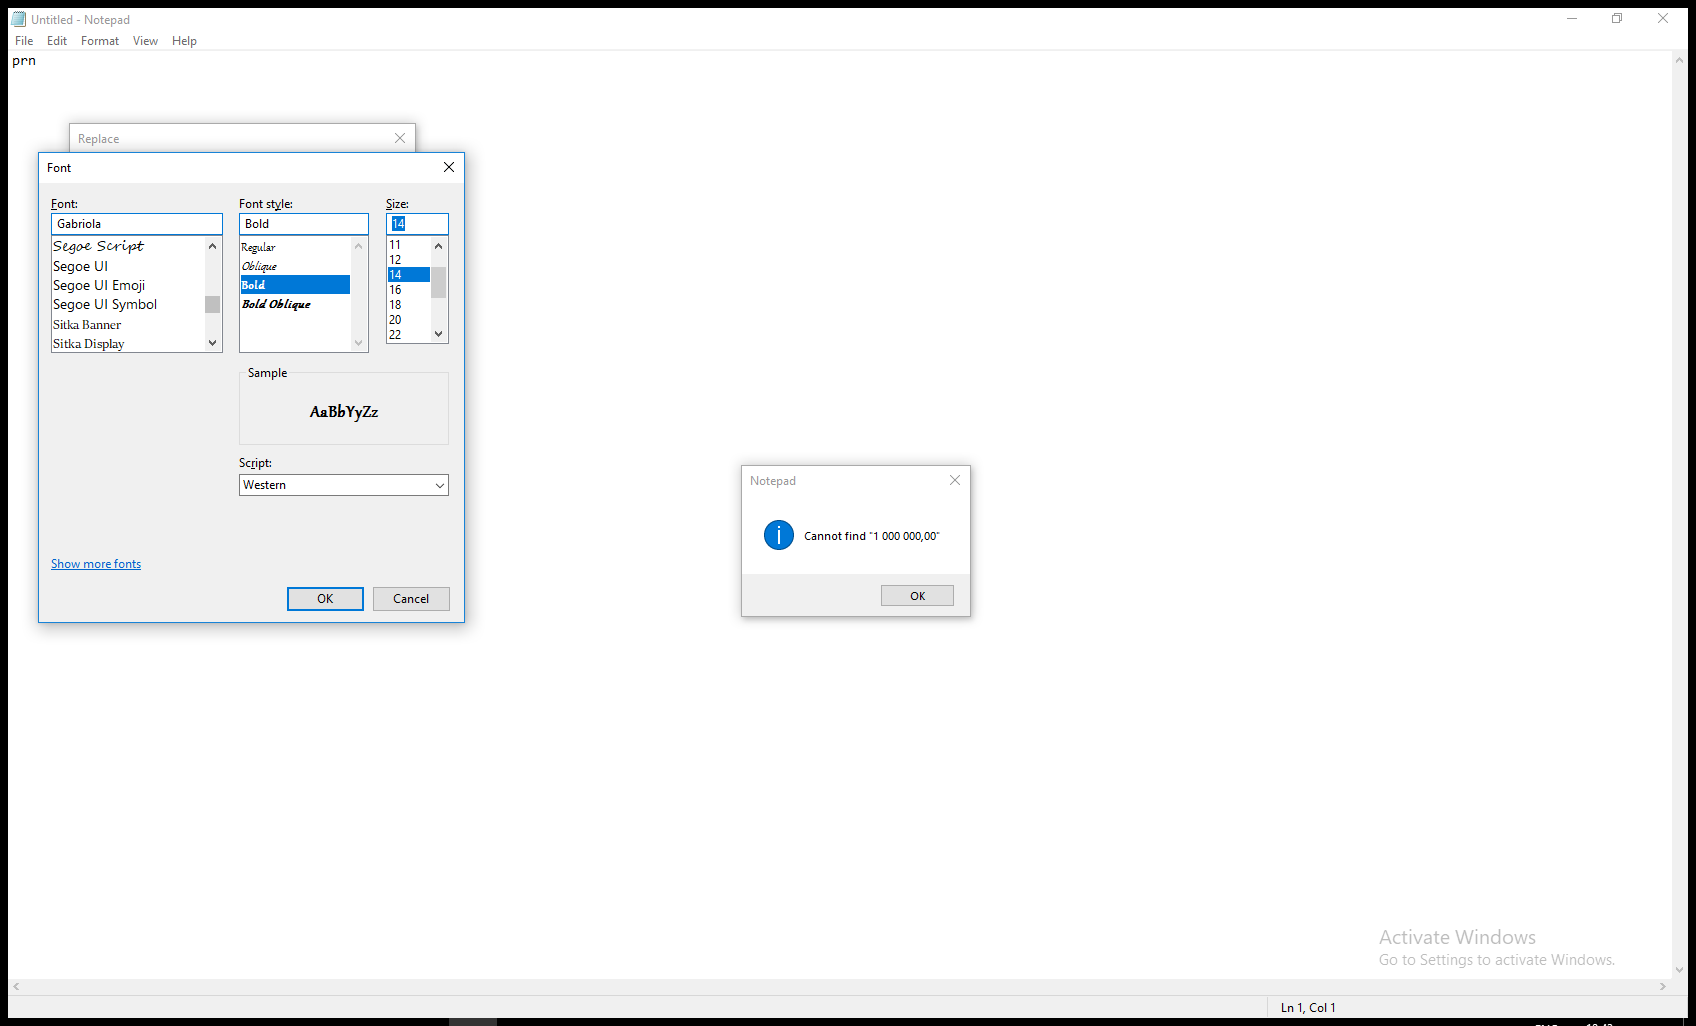 Untitled - Notepad
File Edit Format View Help
prn
Replace
Font
Font: Font style: Size:
Gabriola Bold 14
Segoe Script
Segoe UI
Segoe UI Emoji
Segoe UI Symbol
Sitka Banner
Sitka Display
Regular
Oblique
Bold
Bold Oblique
11
12
14
16
18
20
22
Sample
AaBbYyZz
Script:
Western
Show more fonts
OK Cancel
Notepad
Cannot find "1 000 000,00"
OK
Activate Windows
Go to Settings to activate Windows.
Ln 1, Col 1